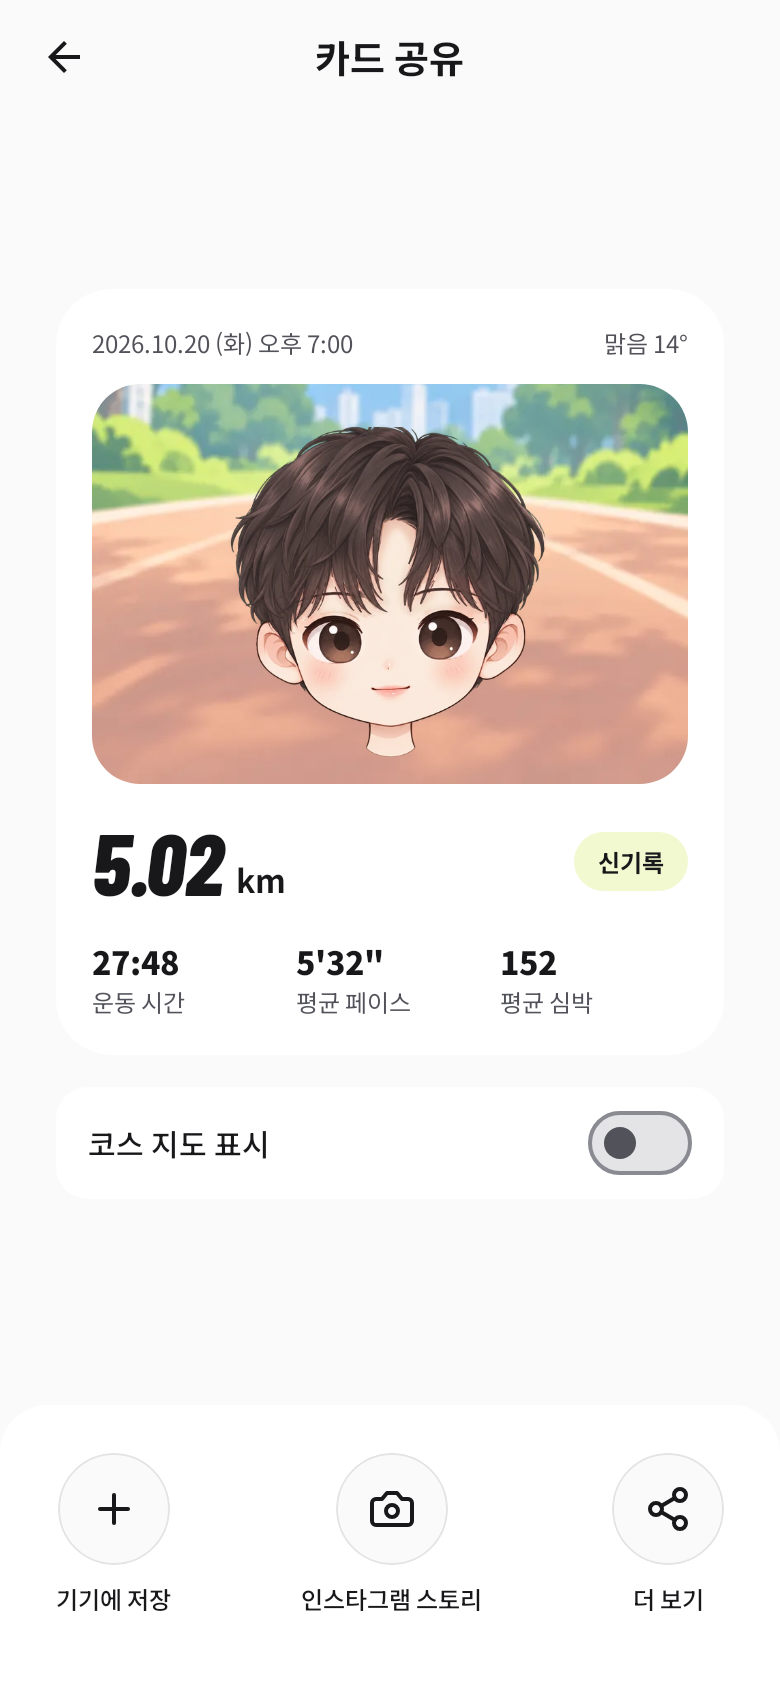 카드 공유
2026.10.20 (화) 오후 7:00 맑음 14°
5.02 km 신기록
27:48 5'32" 152
운동 시간 평균 페이스 평균 심박
코스 지도 표시
기기에 저장 인스타그램 스토리 더 보기